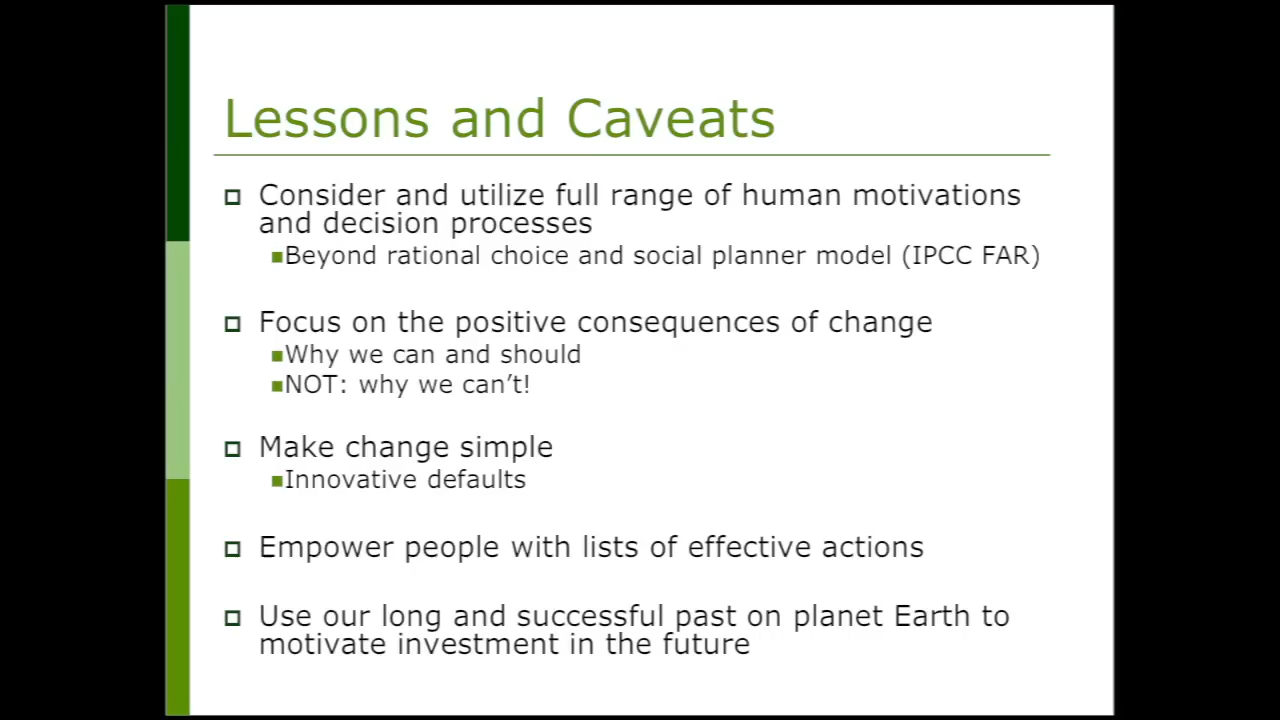 Lessons and Caveats
Consider and utilize full range of human motivations
and decision processes
Beyond rational choice and social planner model (IPCC FAR)
Focus on the positive consequences of change
Why we can and should
NOT: why we can’t!
Make change simple
Innovative defaults
Empower people with lists of effective actions
Use our long and successful past on planet Earth to
motivate investment in the future